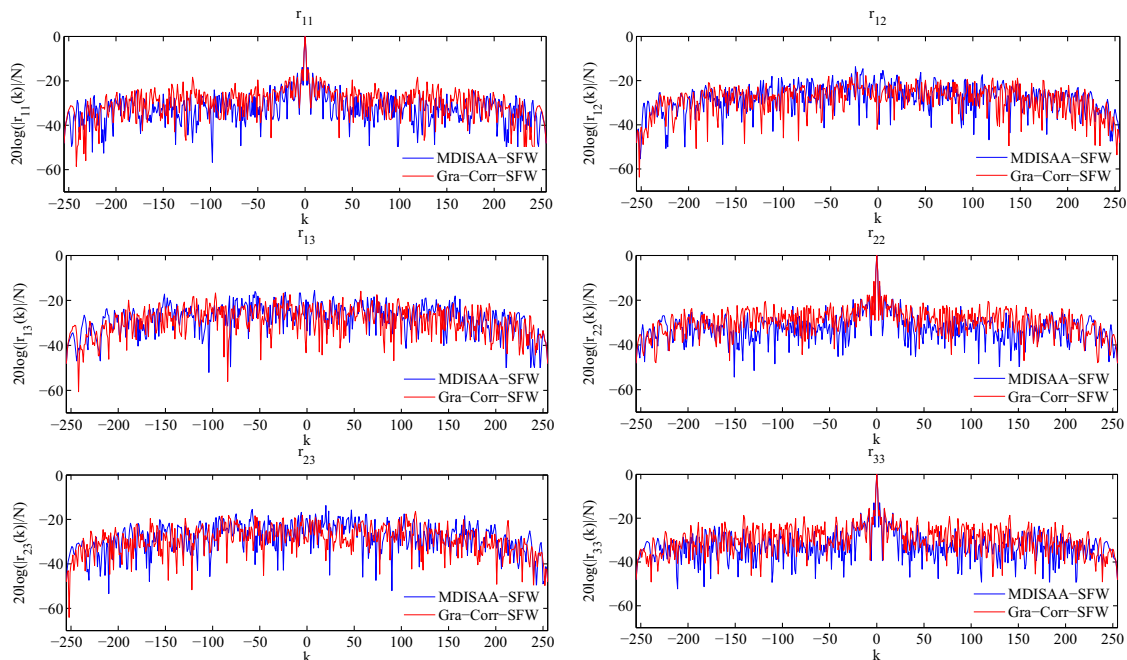 r11
20log(|r11(k)|/N)
0
−20
−40
−60
−250 −200 −150 −100 −50 0 50 100 150 200 250
k
MDISAA−SFW
Gra−Corr−SFW
r12
20log(|r12(k)|/N)
0
−20
−40
−60
−250 −200 −150 −100 −50 0 50 100 150 200 250
k
MDISAA−SFW
Gra−Corr−SFW
r13
20log(|r13(k)|/N)
0
−20
−40
−60
−250 −200 −150 −100 −50 0 50 100 150 200 250
k
MDISAA−SFW
Gra−Corr−SFW
r22
20log(|r22(k)|/N)
0
−20
−40
−60
−250 −200 −150 −100 −50 0 50 100 150 200 250
k
MDISAA−SFW
Gra−Corr−SFW
r23
20log(|r23(k)|/N)
0
−20
−40
−60
−250 −200 −150 −100 −50 0 50 100 150 200 250
k
MDISAA−SFW
Gra−Corr−SFW
r33
20log(|r33(k)|/N)
0
−20
−40
−60
−250 −200 −150 −100 −50 0 50 100 150 200 250
k
MDISAA−SFW
Gra−Corr−SFW